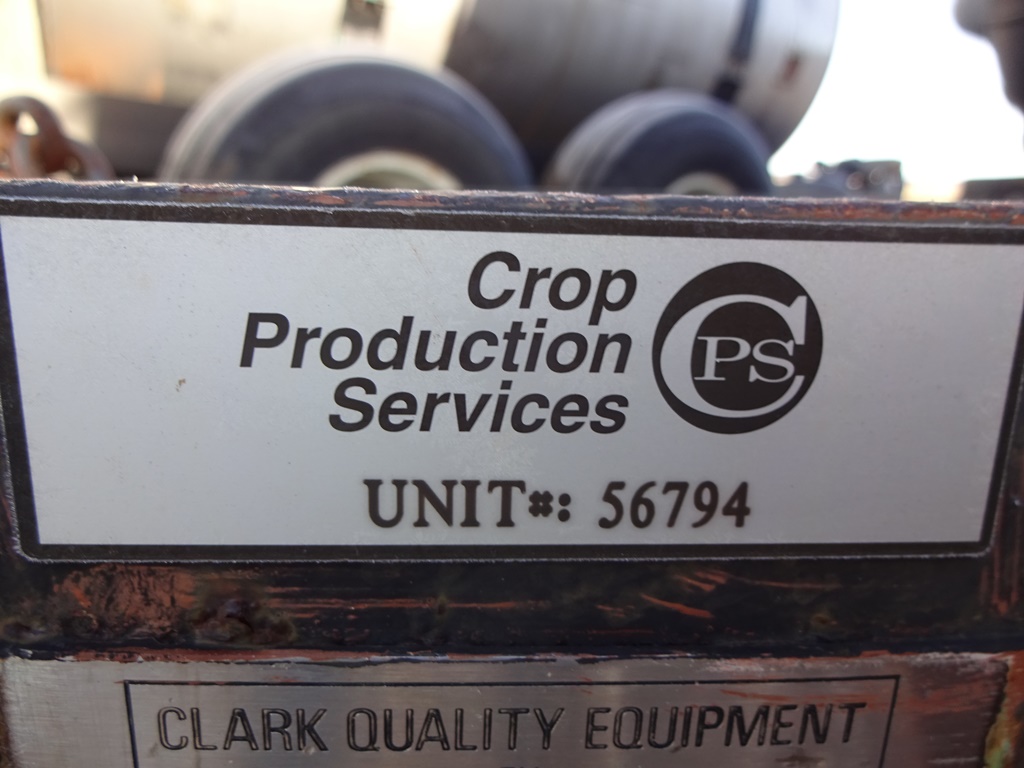 Crop
Production
Services
CPS
UNIT#: 56794
CLARK QUALITY EQUIPMENT